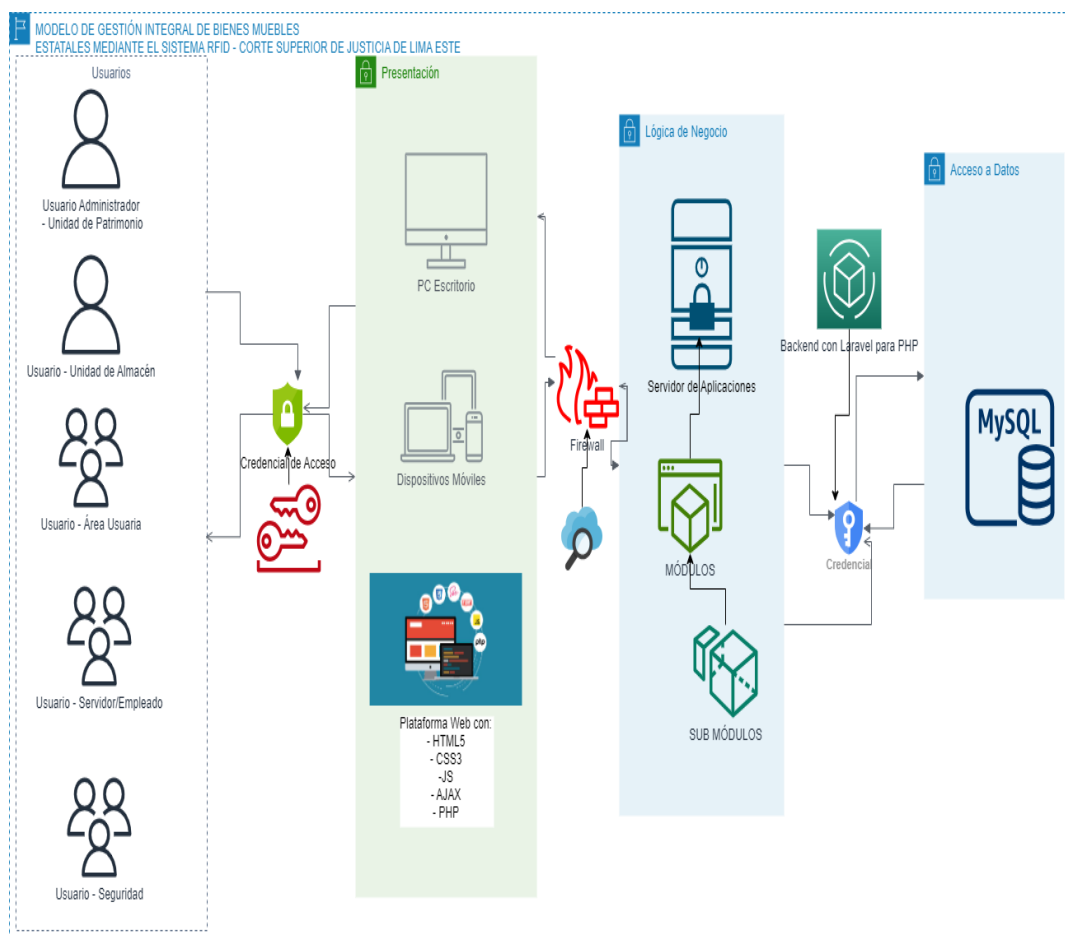 MODELO DE GESTIÓN INTEGRAL DE BIENES MUEBLES
ESTATALES MEDIANTE EL SISTEMA RFID - CORTE SUPERIOR DE JUSTICIA DE LIMA ESTE
Usuarios
Usuario Administrador
- Unidad de Patrimonio
Usuario - Unidad de Almacén
Usuario - Área Usuaria
Usuario - Servidor/Empleado
Usuario - Seguridad
Credencial de Acceso
Presentación
PC Escritorio
Dispositivos Móviles
php
Plataforma Web con:
- HTML5
- CSS3
-JS
- AJAX
- PHP
Firewall
Lógica de Negocio
Servidor de Aplicaciones
MÓDULOS
SUB MÓDULOS
Backend con Laravel para PHP
Credencial
Acceso a Datos
MySQL